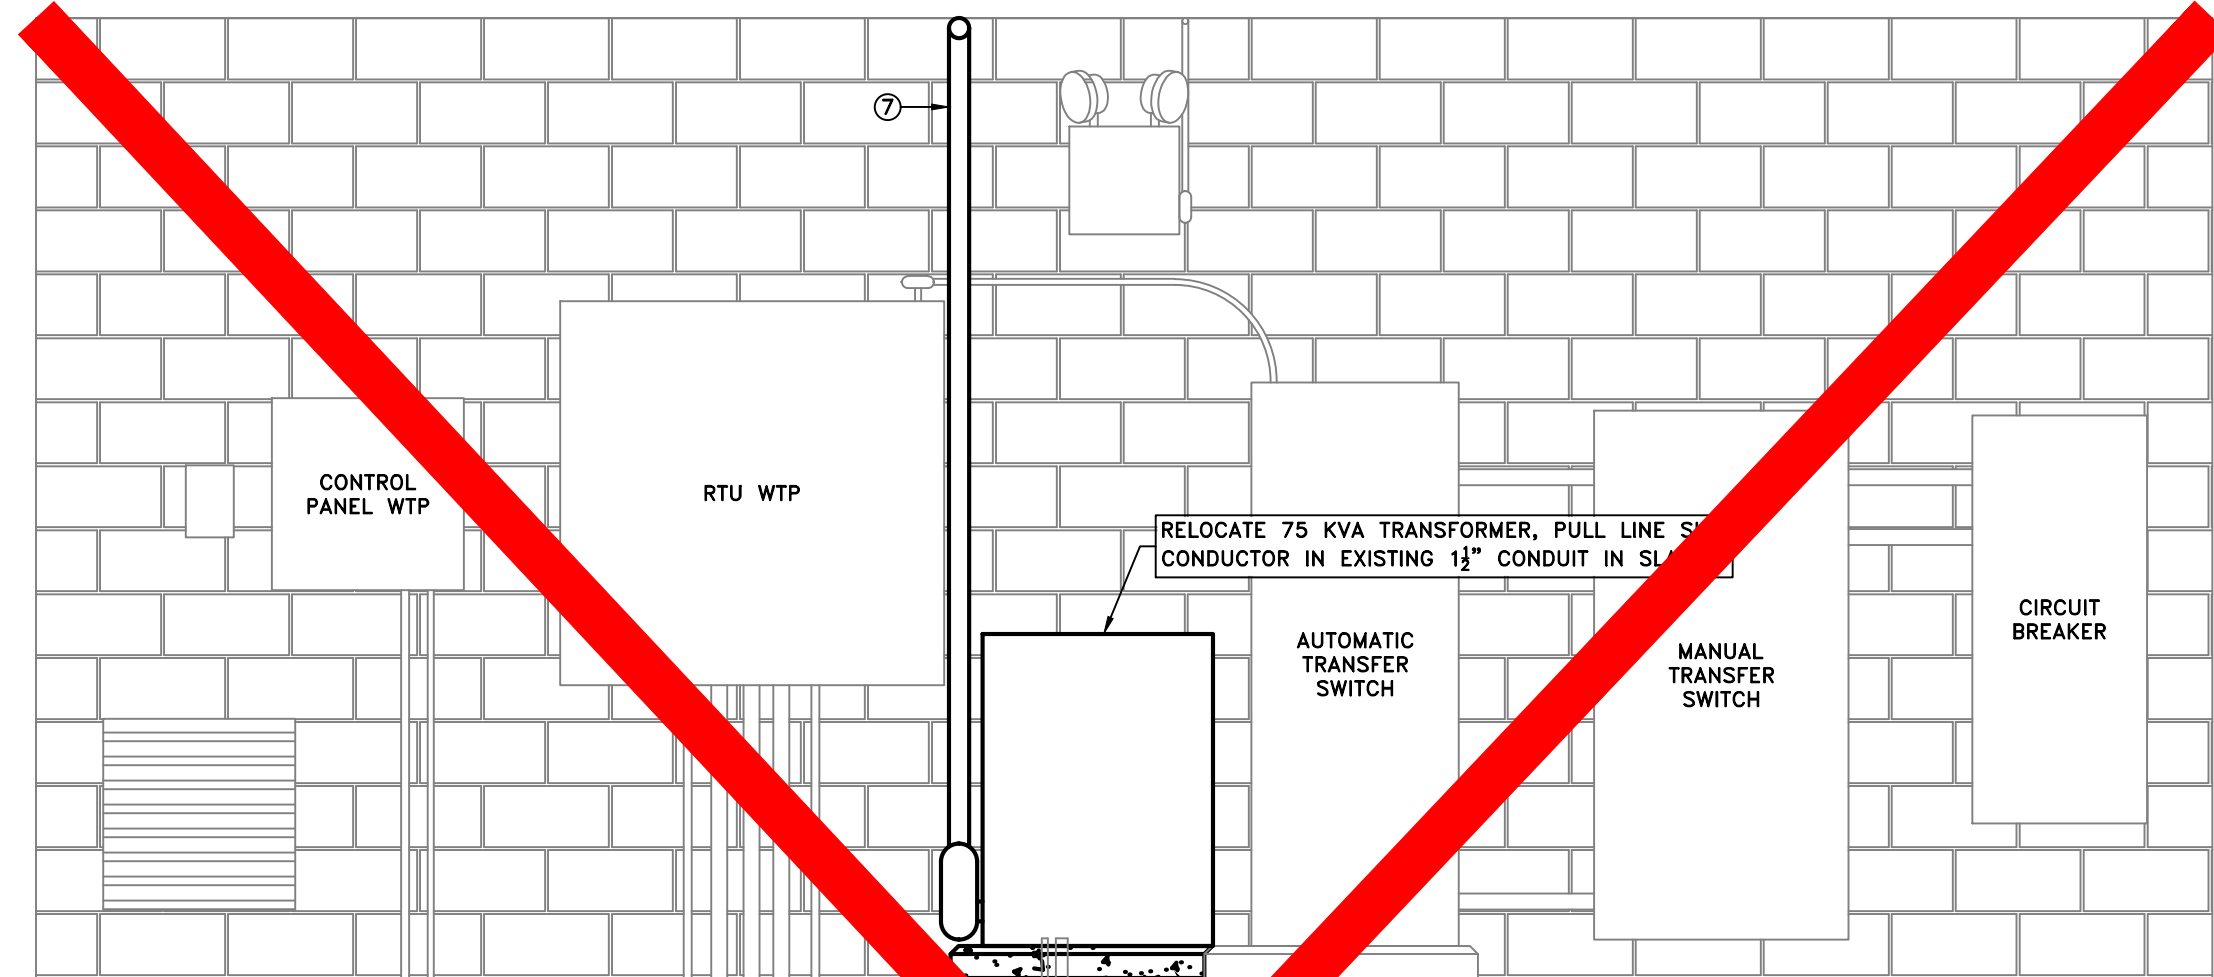 7
RELOCATE 75 KVA TRANSFORMER, PULL LINE
CONDUCTOR IN EXISTING 1½" CONDUIT IN
CONTROL
PANEL WTP
RTU WTP
AUTOMATIC
TRANSFER
SWITCH
MANUAL
TRANSFER
SWITCH
CIRCUIT
BREAKER